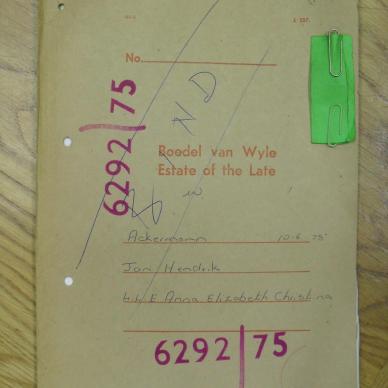 No.
N D
6292/75
Boedel van Wyle
Estate of the Late
Ackermann 10-6-75
Jan Hendrik
Anna Elizabeth Christina
6292/75